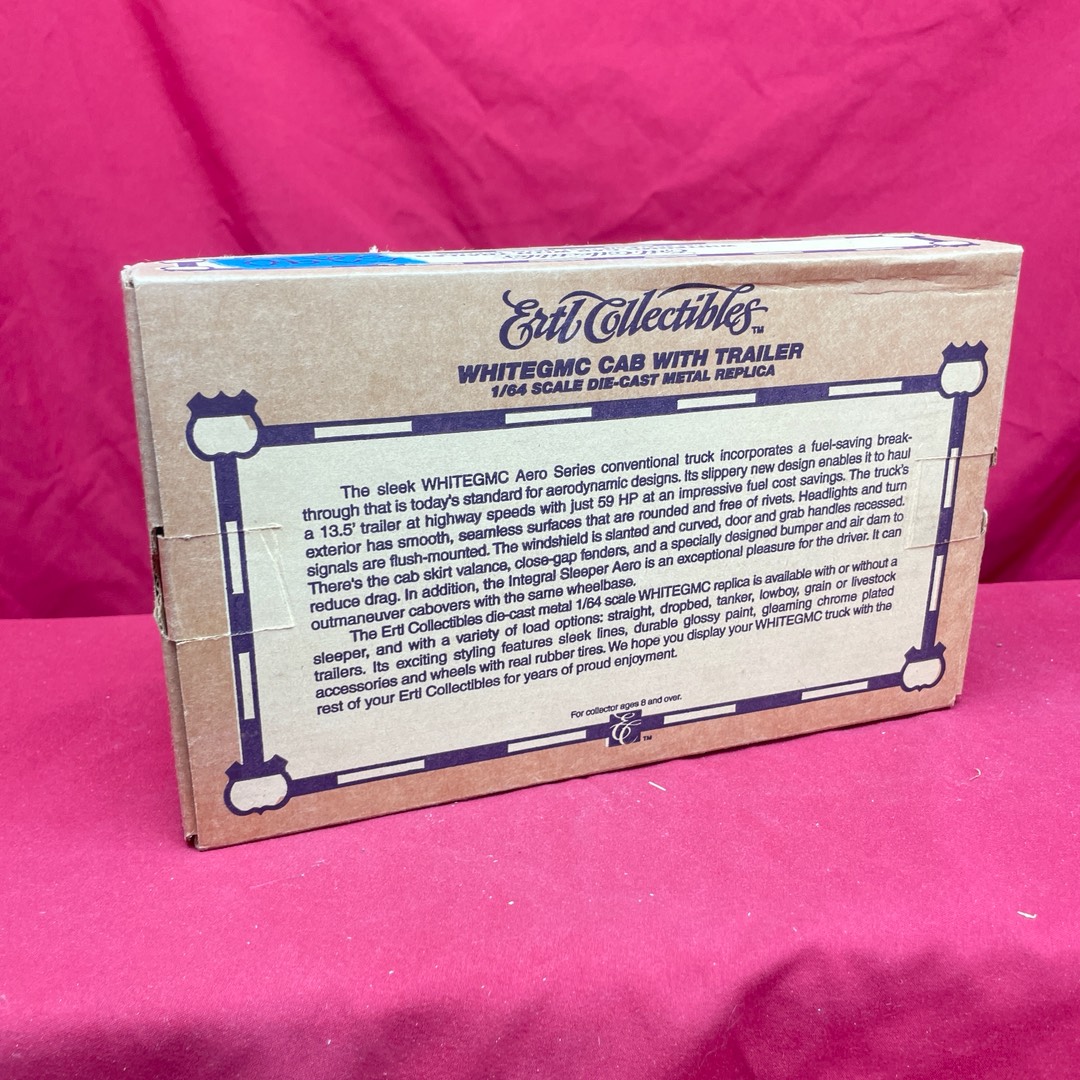 Ertl Collectibles™
WHITEGMC CAB WITH TRAILER
1/64 SCALE DIE-CAST METAL REPLICA
The sleek WHITEGMC Aero Series conventional truck incorporates a fuel-saving break-
through that is today's standard for aerodynamic designs. Its slippery new design enables it to haul
a 13.5' trailer at highway speeds with just 59 HP at an impressive fuel cost savings. The truck's
exterior has smooth, seamless surfaces that are rounded and free of rivets. Headlights and turn
signals are flush-mounted. The windshield is slanted and curved, door and grab handles recessed.
There's the cab skirt valance, close-gap fenders, and a specially designed bumper and air dam to
reduce drag. In addition, the Integral Sleeper Aero is an exceptional pleasure for the driver. It can
outmaneuver cabovers with the same wheelbase.
The Ertl Collectibles die-cast metal 1/64 scale WHITEGMC replica is available with or without a
sleeper, and with a variety of load options: straight, dropbed, tanker, lowboy, grain or livestock
trailers. Its exciting styling features sleek lines, durable glossy paint, gleaming chrome plated
accessories and wheels with real rubber tires. We hope you display your WHITEGMC truck with the
rest of your Ertl Collectibles for years of proud enjoyment.
For collector ages 8 and over.
E™